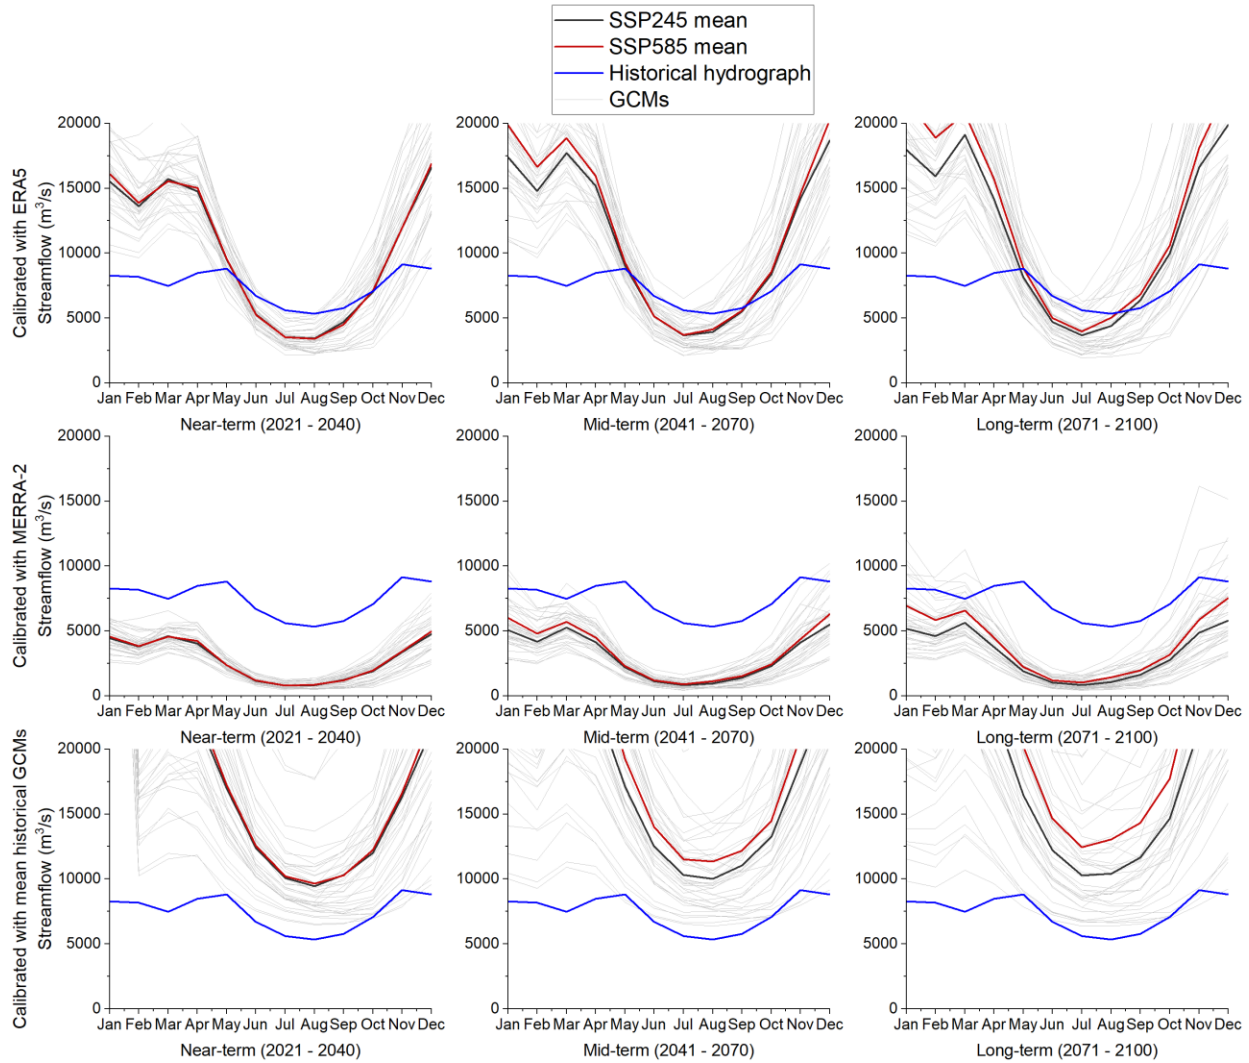 SSP245 mean
SSP585 mean
Historical hydrograph
GCMs
Calibrated with ERA5
Streamflow (m³/s)
20000
15000
10000
5000
0
Jan Feb Mar Apr May Jun Jul Aug Sep Oct Nov Dec
Near-term (2021 - 2040)
20000
15000
10000
5000
0
Jan Feb Mar Apr May Jun Jul Aug Sep Oct Nov Dec
Mid-term (2041 - 2070)
20000
15000
10000
5000
0
Jan Feb Mar Apr May Jun Jul Aug Sep Oct Nov Dec
Long-term (2071 - 2100)
Calibrated with MERRA-2
Streamflow (m³/s)
20000
15000
10000
5000
0
Jan Feb Mar Apr May Jun Jul Aug Sep Oct Nov Dec
Near-term (2021 - 2040)
20000
15000
10000
5000
0
Jan Feb Mar Apr May Jun Jul Aug Sep Oct Nov Dec
Mid-term (2041 - 2070)
20000
15000
10000
5000
0
Jan Feb Mar Apr May Jun Jul Aug Sep Oct Nov Dec
Long-term (2071 - 2100)
Calibrated with mean historical GCMs
Streamflow (m³/s)
20000
15000
10000
5000
0
Jan Feb Mar Apr May Jun Jul Aug Sep Oct Nov Dec
Near-term (2021 - 2040)
20000
15000
10000
5000
0
Jan Feb Mar Apr May Jun Jul Aug Sep Oct Nov Dec
Mid-term (2041 - 2070)
20000
15000
10000
5000
0
Jan Feb Mar Apr May Jun Jul Aug Sep Oct Nov Dec
Long-term (2071 - 2100)